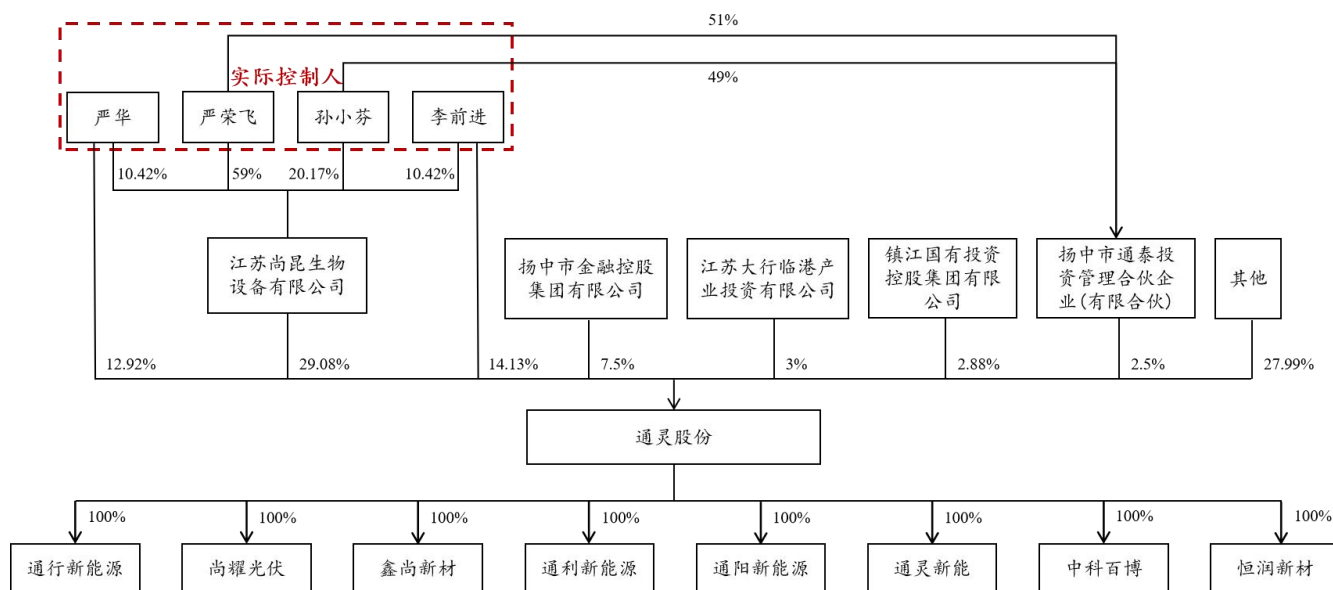 51%
49%
实际控制人
严华
严荣飞
孙小芬
李前进
10.42%
59%
20.17%
10.42%
江苏尚昆生物
设备有限公司
扬中市金融控股
集团有限公司
江苏大行临港产
业投资有限公司
镇江国有投资
控股集团有限
公司
扬中市通泰投
资管理合伙企
业(有限合伙)
其他
12.92%
29.08%
14.13%
7.5%
3%
2.88%
2.5%
27.99%
通灵股份
100%
100%
100%
100%
100%
100%
100%
100%
通行新能源
尚耀光伏
鑫尚新材
通利新能源
通阳新能源
通灵新能
中科百博
恒润新材